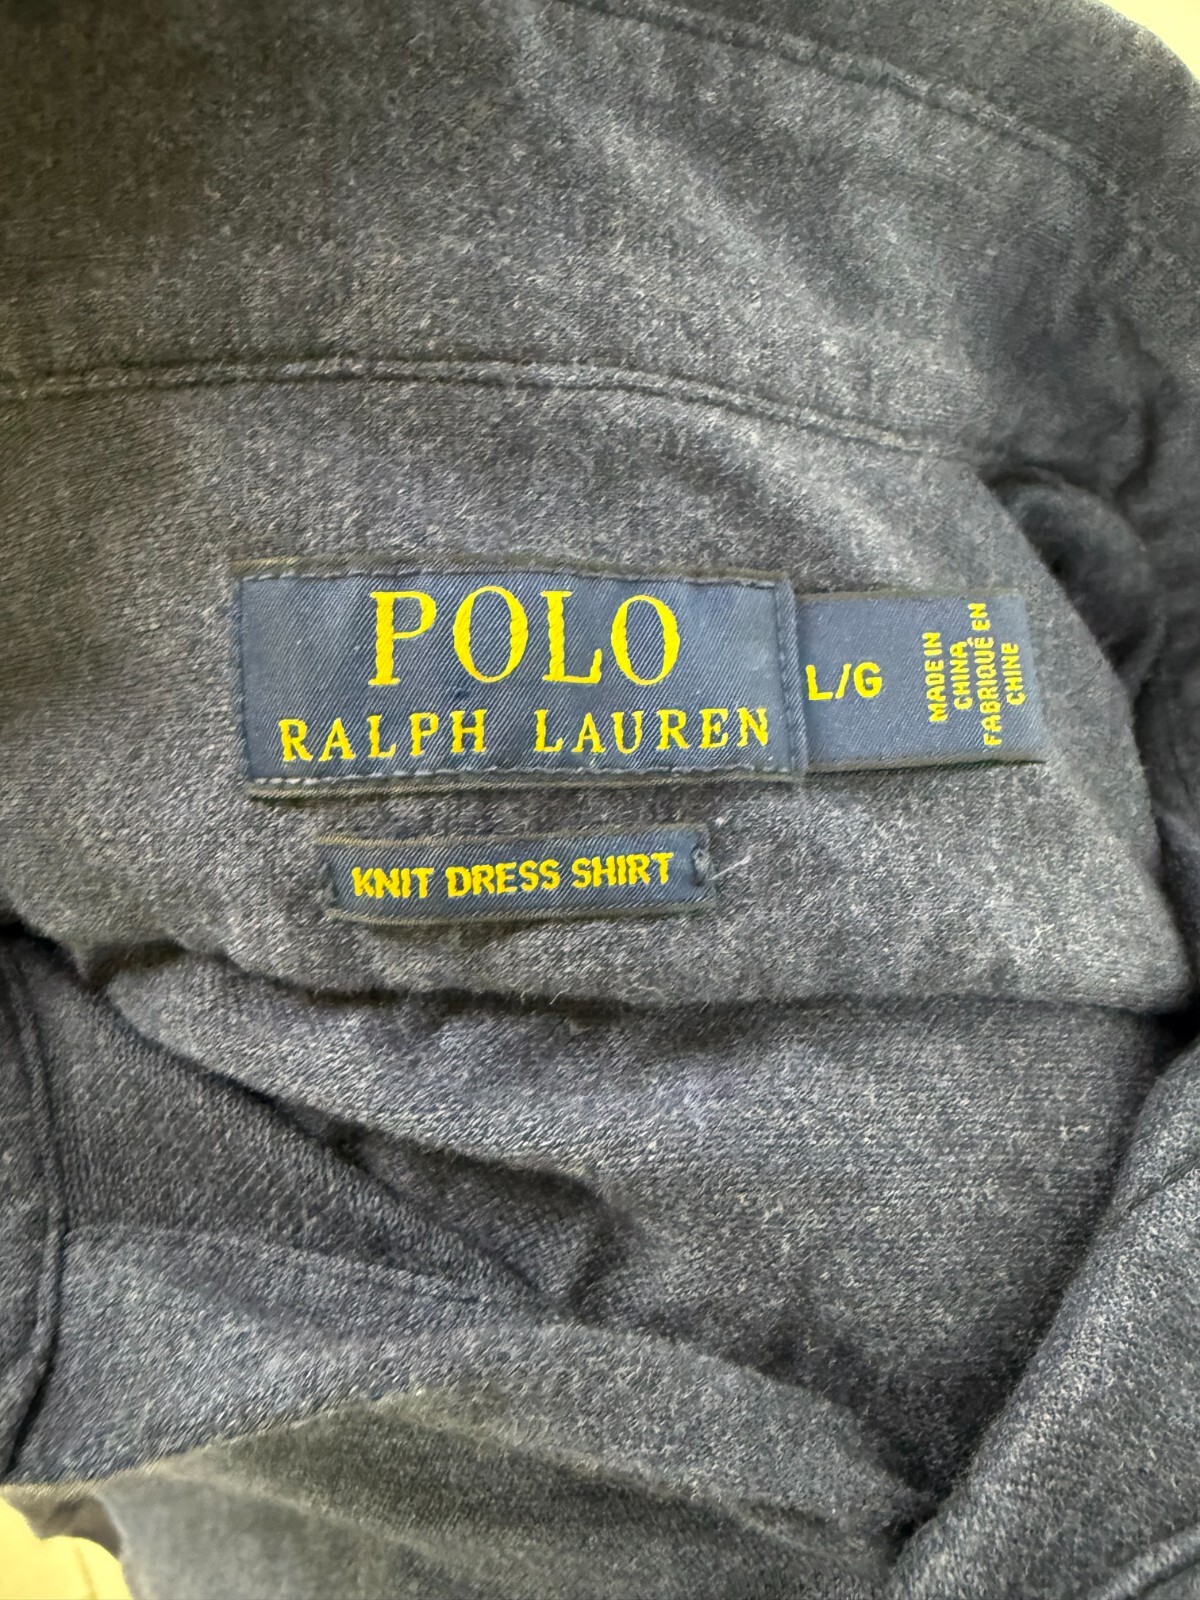 POLO
RALPH LAUREN
L/G
MADE IN
CHINA
FABRIQUÉ EN
CHINE
KNIT DRESS SHIRT